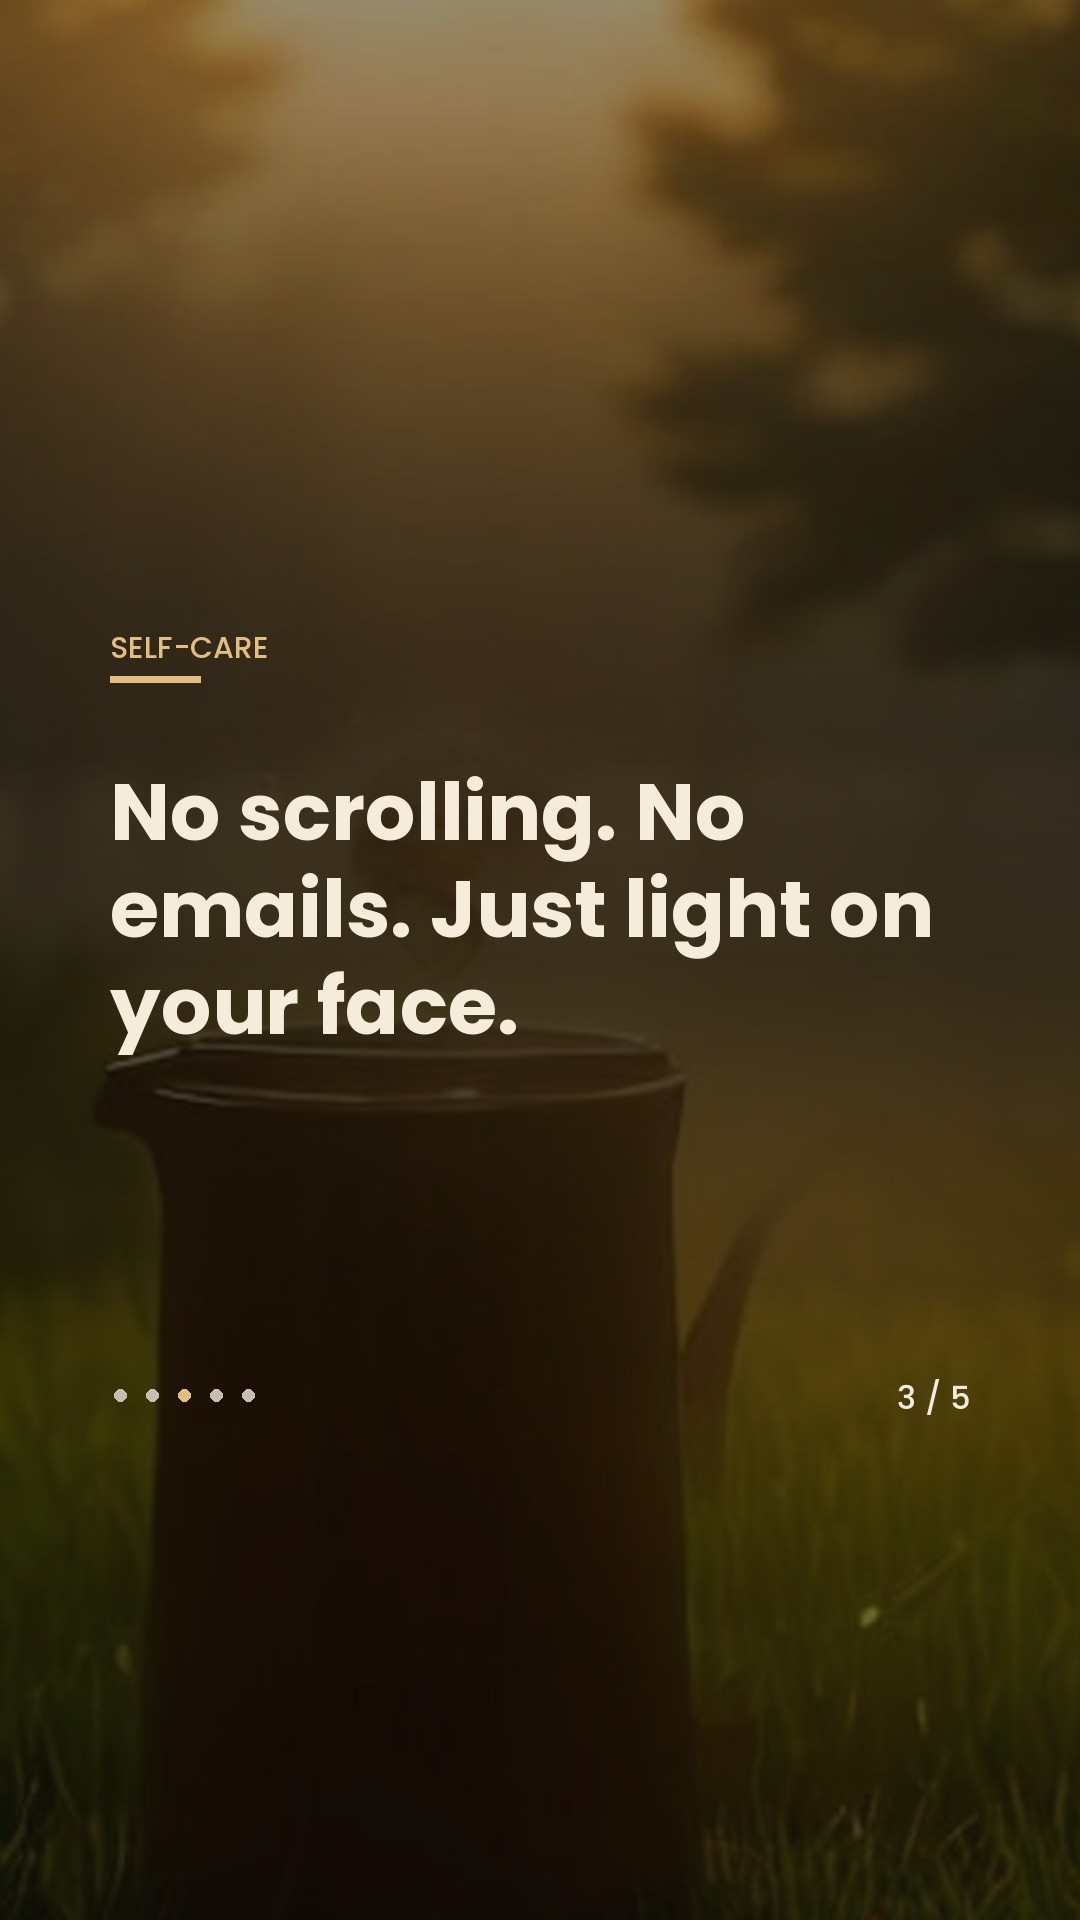 SELF-CARE
No scrolling. No
emails. Just light on
your face.
3 / 5